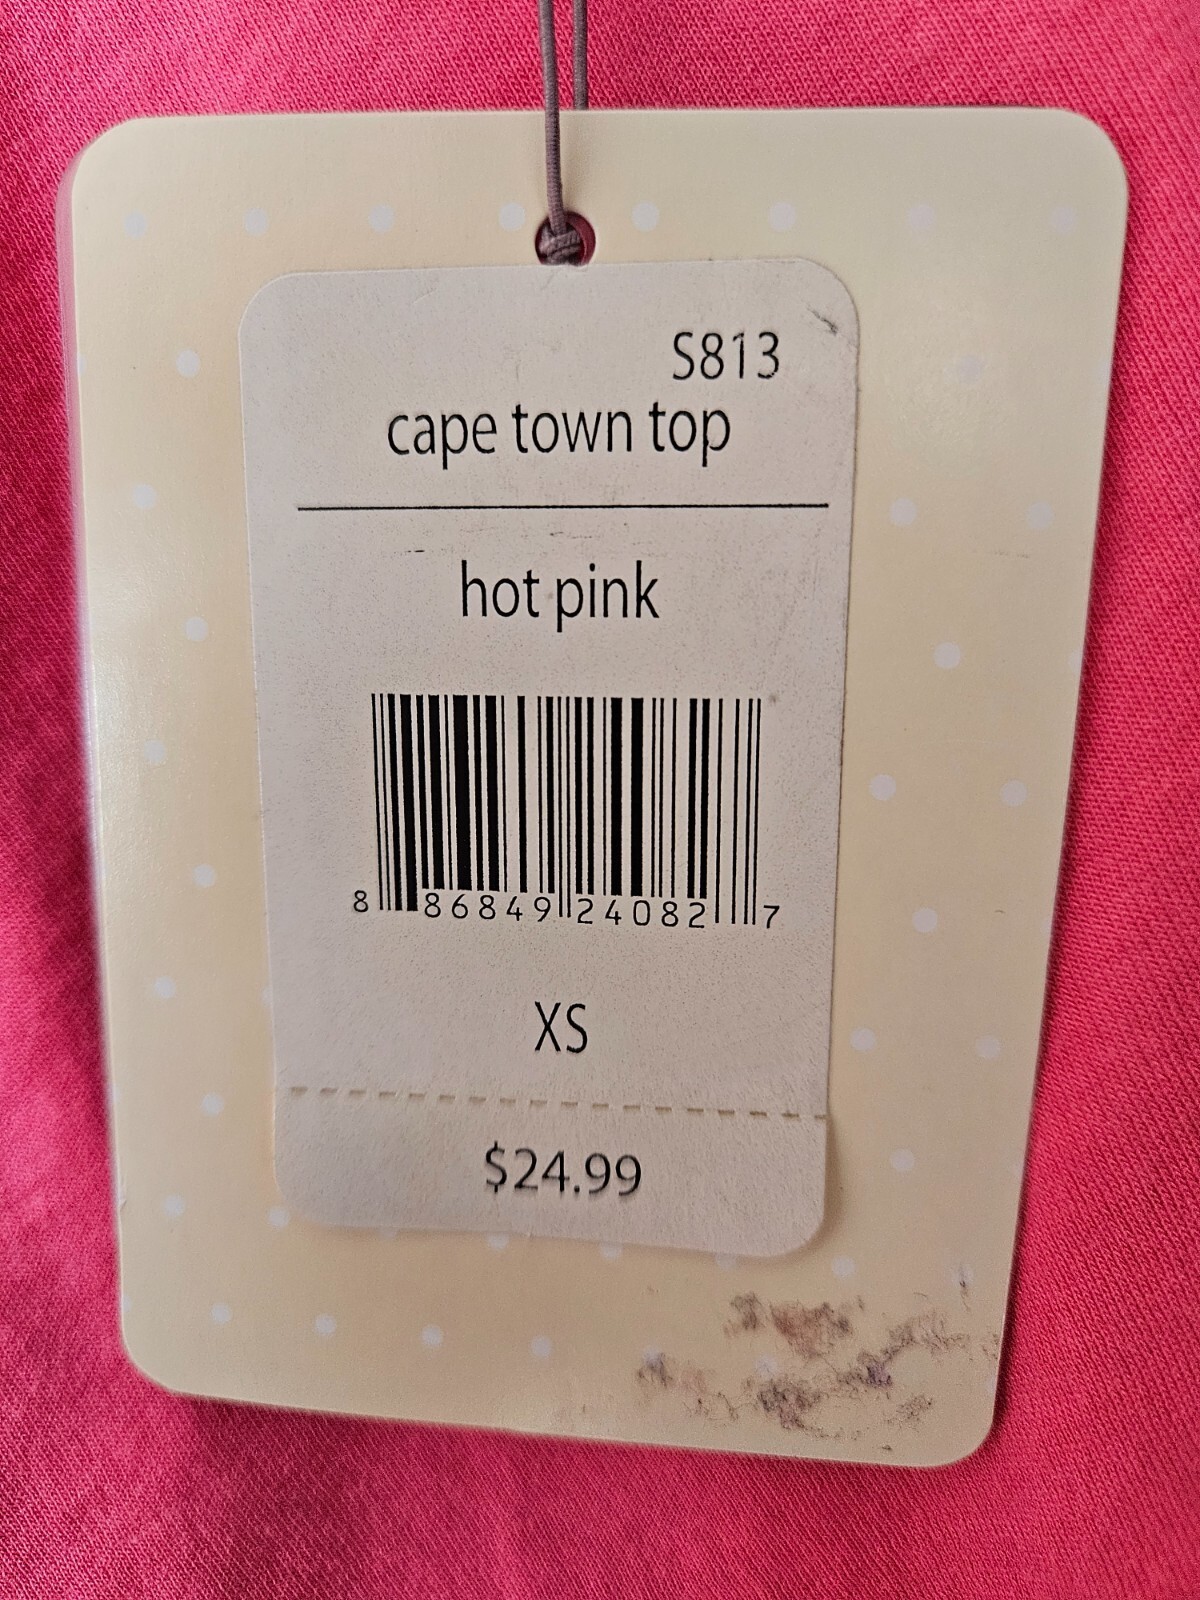 S813
cape town top
hot pink
8 86849 24082 7
XS
$24.99